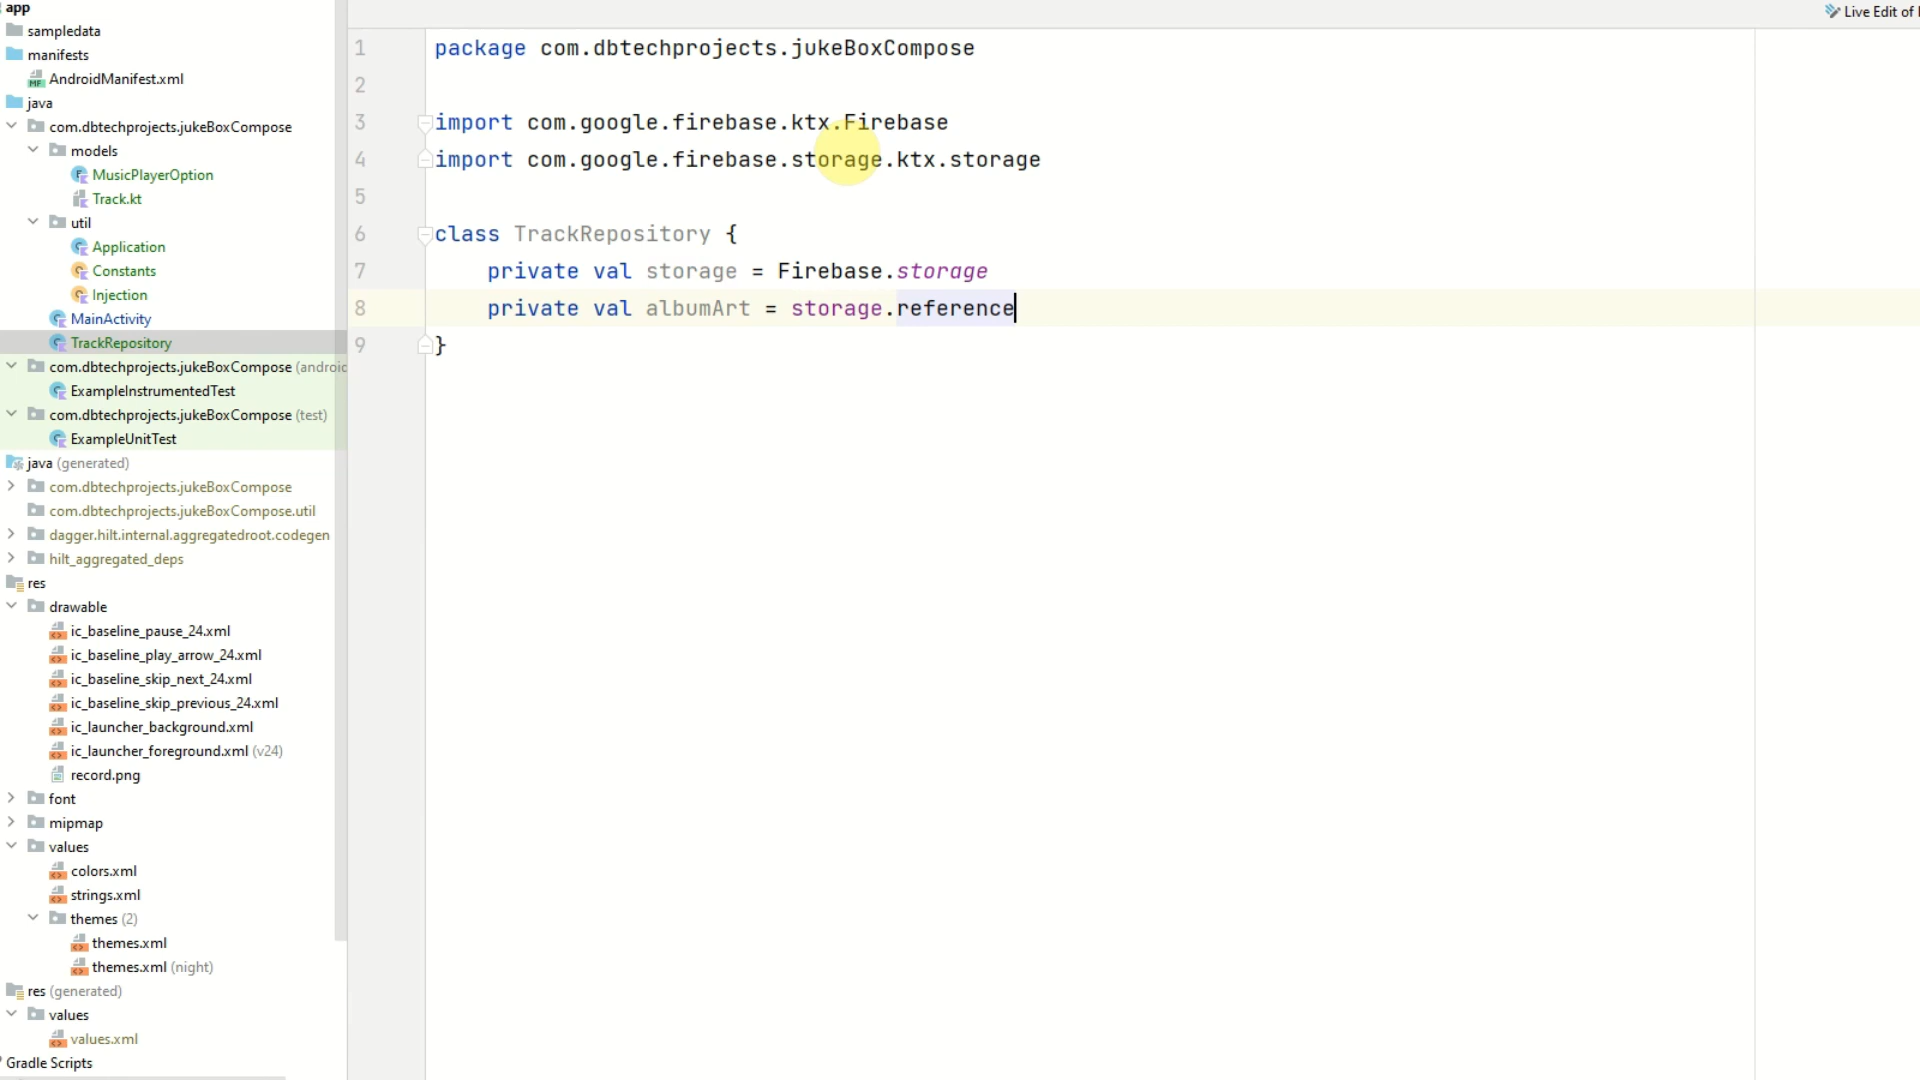 app
sampledata
manifests
AndroidManifest.xml
java
com.dbtechprojects.jukeBoxCompose
models
MusicPlayerOption
Track.kt
util
Application
Constants
Injection
MainActivity
TrackRepository
com.dbtechprojects.jukeBoxCompose (android
ExampleInstrumentedTest
com.dbtechprojects.jukeBoxCompose (test)
ExampleUnitTest
java (generated)
com.dbtechprojects.jukeBoxCompose
com.dbtechprojects.jukeBoxCompose.util
dagger.hilt.internal.aggregatedroot.codegen
hilt_aggregated_deps
res
drawable
ic_baseline_pause_24.xml
ic_baseline_play_arrow_24.xml
ic_baseline_skip_next_24.xml
ic_baseline_skip_previous_24.xml
ic_launcher_background.xml
ic_launcher_foreground.xml (v24)
record.png
font
mipmap
values
colors.xml
strings.xml
themes (2)
themes.xml
themes.xml (night)
res (generated)
values
values.xml
Gradle Scripts
Live Edit of
1 package com.dbtechprojects.jukeBoxCompose
2
3 import com.google.firebase.ktx.Firebase
4 import com.google.firebase.storage.ktx.storage
5
6 class TrackRepository {
7 private val storage = Firebase.storage
8 private val albumArt = storage.reference
9 }